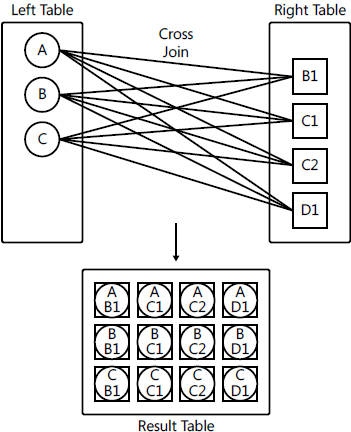 Left Table
Right Table
Cross
Join
A
B
C
B1
C1
C2
D1
A A A A
B1 C1 C2 D1
B B B B
B1 C1 C2 D1
C C C C
B1 C1 C2 D1
Result Table